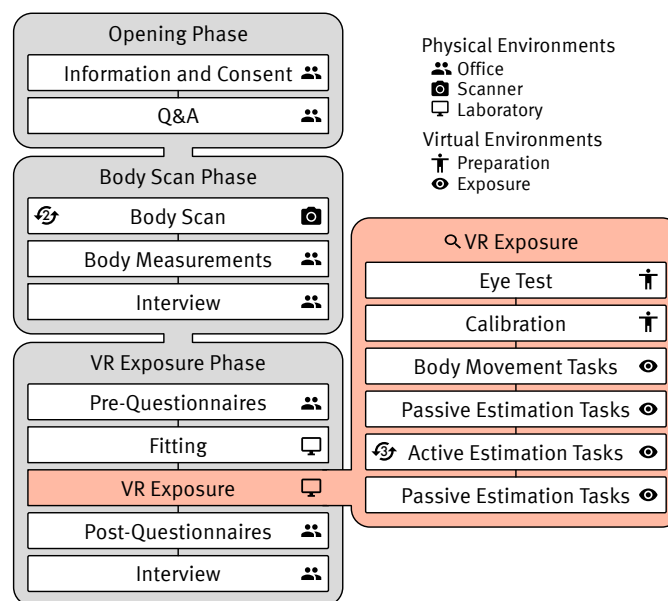 Opening Phase
Information and Consent
Q&A
Body Scan Phase
2 Body Scan
Body Measurements
Interview
VR Exposure Phase
Pre-Questionnaires
Fitting
VR Exposure
Post-Questionnaires
Interview
Physical Environments
Office
Scanner
Laboratory
Virtual Environments
Preparation
Exposure
VR Exposure
Eye Test
Calibration
Body Movement Tasks
Passive Estimation Tasks
3 Active Estimation Tasks
Passive Estimation Tasks